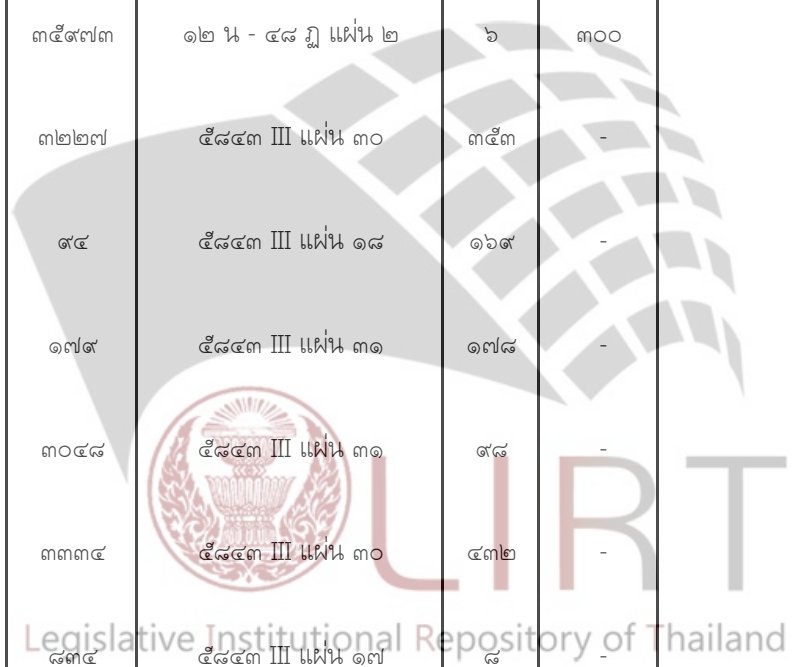 ๓๕๙๗๓ ๑๒ น - ๔๘ ฎ แผ่น ๒ ๖ ๓๐๐
๓๒๒๗ ๕๘๔๓ III แผ่น ๓๐ ๓๕๓ -
๙๔ ๕๘๔๓ III แผ่น ๑๘ ๑๖๙ -
๑๗๙ ๕๘๔๓ III แผ่น ๓๑ ๑๗๘ -
๓๐๔๘ ๕๘๔๓ III แผ่น ๓๑ ๙๘ -
LIRT
๓๓๓๔ ๕๘๔๓ III แผ่น ๓๐ ๔๓๒ -
Legislative Institutional Repository of Thailand
๘๓๔ ๕๘๔๓ III แผ่น ๑๗ ๘ -